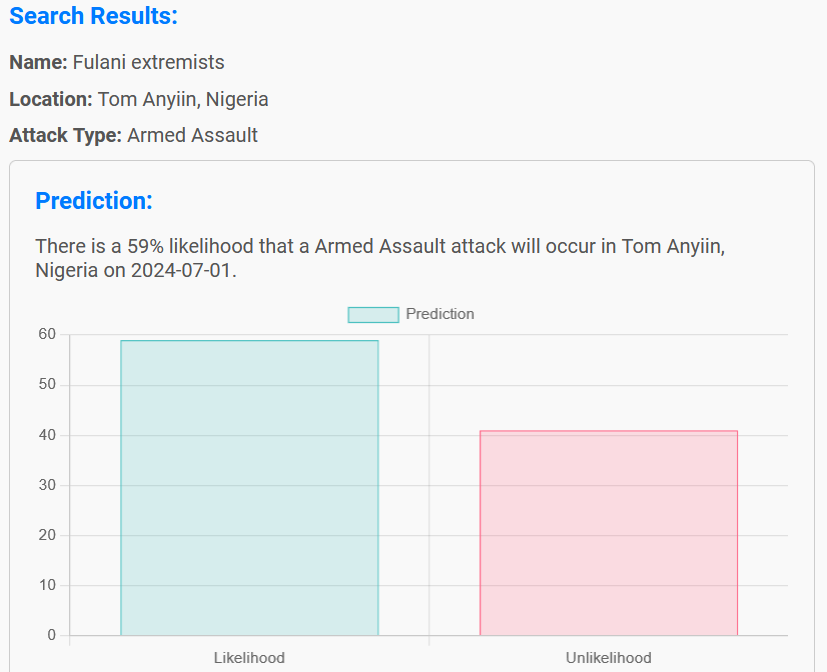 Search Results:
Name: Fulani extremists
Location: Tom Anyiin, Nigeria
Attack Type: Armed Assault
Prediction:
There is a 59% likelihood that a Armed Assault attack will occur in Tom Anyiin,
Nigeria on 2024-07-01.
Prediction
60
50
40
30
20
10
0
Likelihood
Unlikelihood